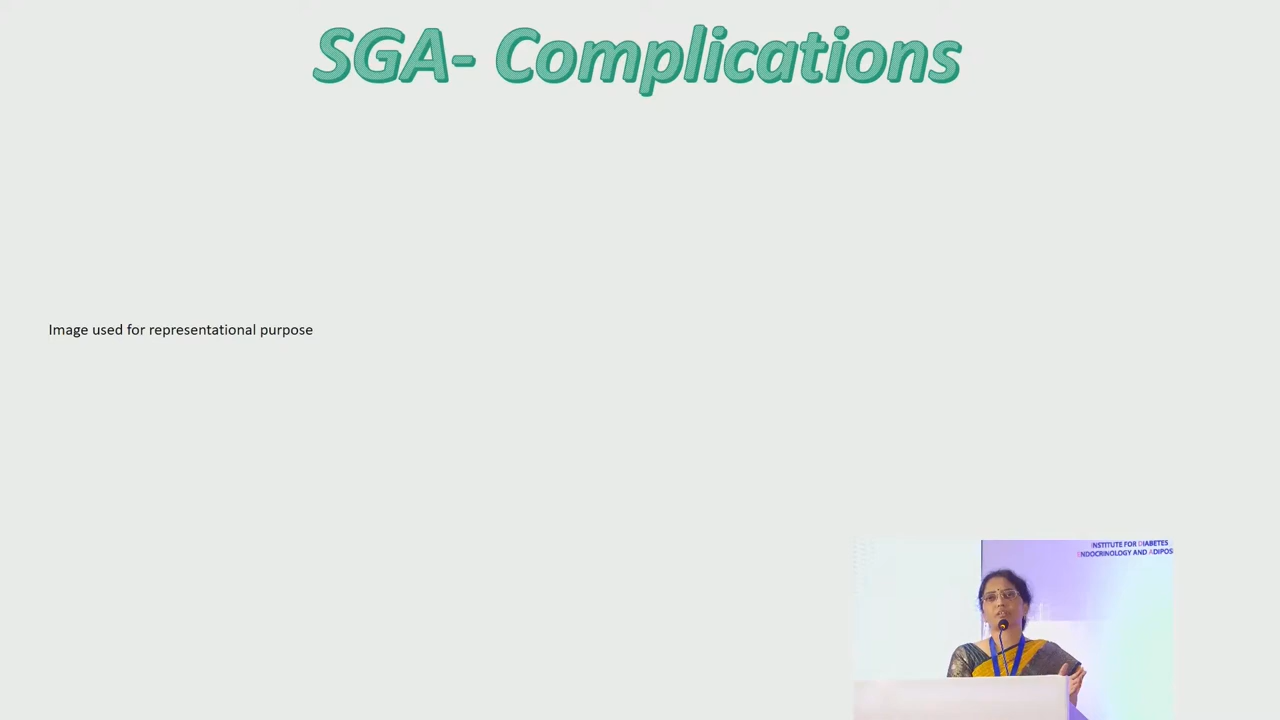 SGA- Complications
Image used for representational purpose
INSTITUTE FOR DIABETES
ENDOCRINOLOGY AND ADIPOS